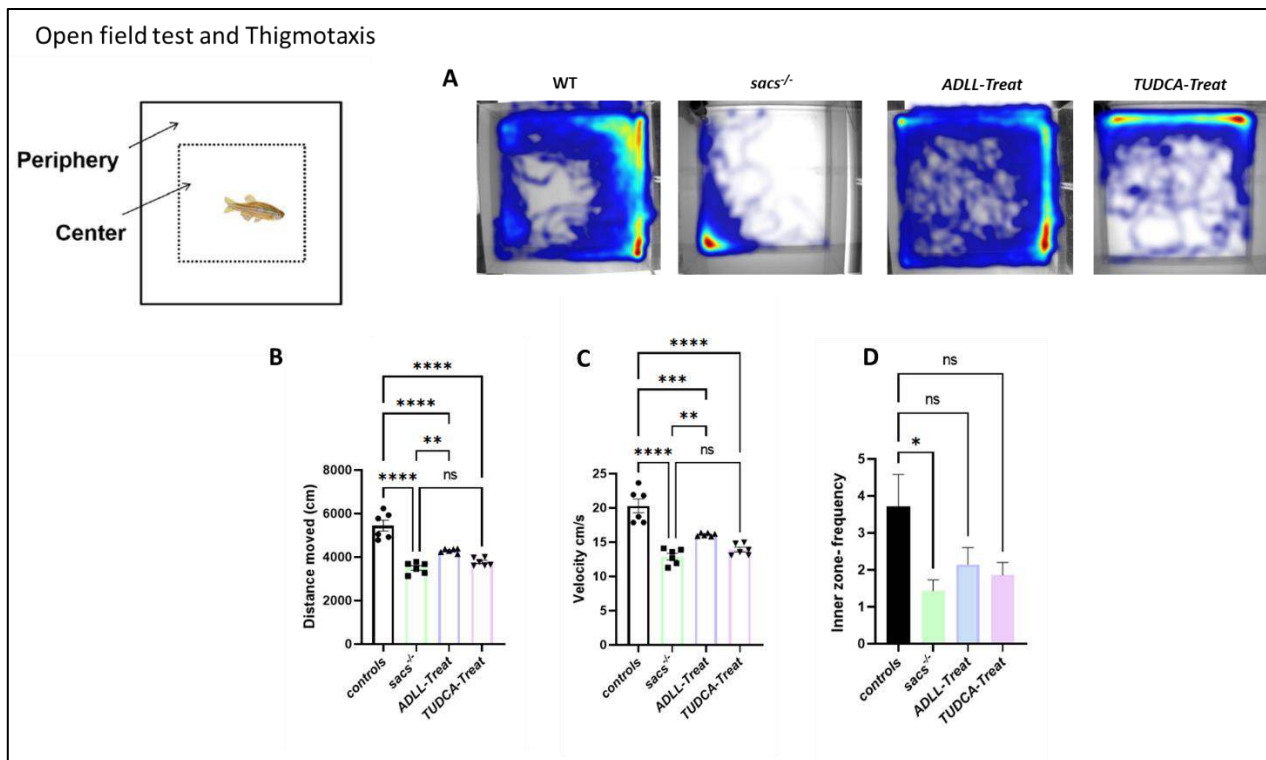 Open field test and Thigmotaxis
Periphery
Center
A
WT
sacs-/-
ADLL-Treat
TUDCA-Treat
B
****
****
**
****
ns
Distance moved (cm)
8000
6000
4000
2000
0
controls
sacs-/-
ADLL-Treat
TUDCA-Treat
C
****
***
**
****
ns
Velocity cm/s
25
20
15
10
5
0
controls
sacs-/-
ADLL-Treat
TUDCA-Treat
D
ns
ns
*
Inner zone- frequency
5
4
3
2
1
0
controls
sacs-/-
ADLL-Treat
TUDCA-Treat